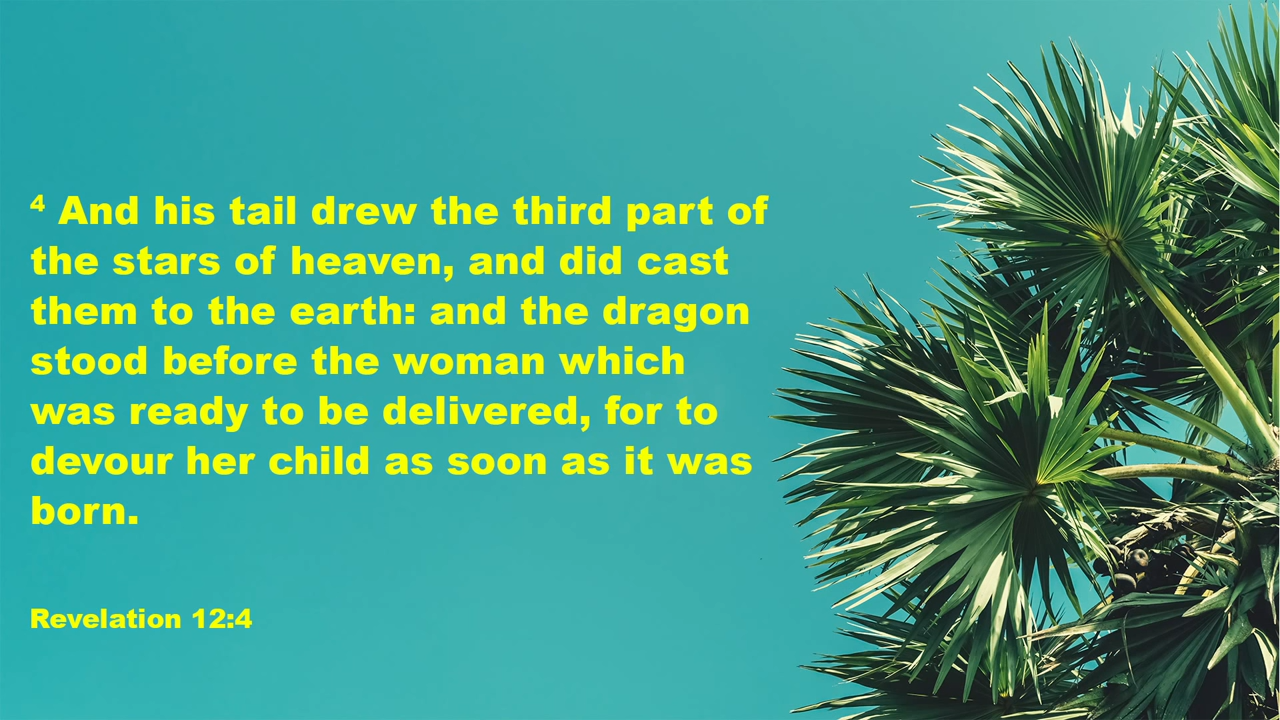 ⁴ And his tail drew the third part of
the stars of heaven, and did cast
them to the earth: and the dragon
stood before the woman which
was ready to be delivered, for to
devour her child as soon as it was
born.
Revelation 12:4